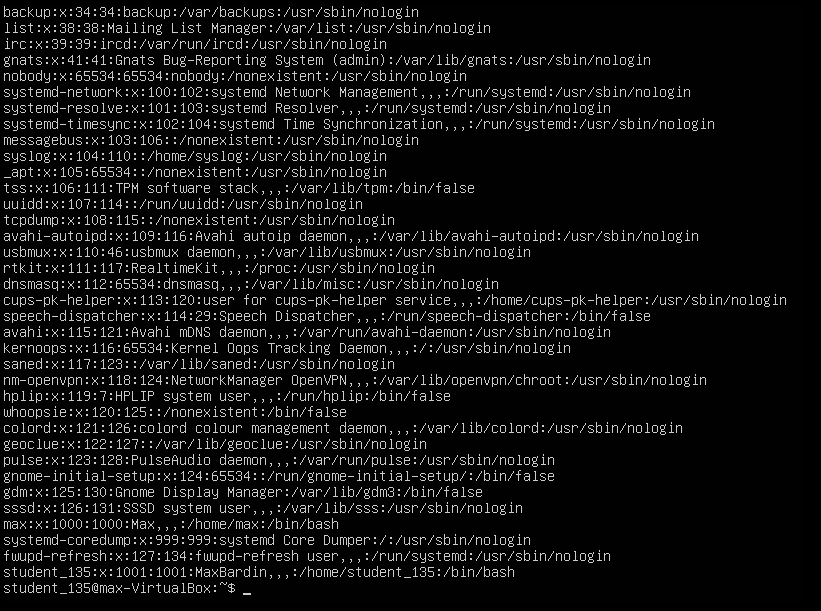 backup:x:34:34:backup:/var/backups:/usr/sbin/nologin
list:x:38:38:Mailing List Manager:/var/list:/usr/sbin/nologin
irc:x:39:39:ircd:/var/run/ircd:/usr/sbin/nologin
gnats:x:41:41:Gnats Bug-Reporting System (admin):/var/lib/gnats:/usr/sbin/nologin
nobody:x:65534:65534:nobody:/nonexistent:/usr/sbin/nologin
systemd-network:x:100:102:systemd Network Management,,,:/run/systemd:/usr/sbin/nologin
systemd-resolve:x:101:103:systemd Resolver,,,:/run/systemd:/usr/sbin/nologin
systemd-timesync:x:102:104:systemd Time Synchronization,,,:/run/systemd:/usr/sbin/nologin
messagebus:x:103:106::/nonexistent:/usr/sbin/nologin
syslog:x:104:110::/home/syslog:/usr/sbin/nologin
_apt:x:105:65534::/nonexistent:/usr/sbin/nologin
tss:x:106:111:TPM software stack,,,:/var/lib/tpm:/bin/false
uuidd:x:107:114::/run/uuidd:/usr/sbin/nologin
tcpdump:x:108:115::/nonexistent:/usr/sbin/nologin
avahi-autoipd:x:109:116:Avahi autoip daemon,,,:/var/lib/avahi-autoipd:/usr/sbin/nologin
usbmux:x:110:46:usbmux daemon,,,:/var/lib/usbmux:/usr/sbin/nologin
rtkit:x:111:117:RealtimeKit,,,:/proc:/usr/sbin/nologin
dnsmasq:x:112:65534:dnsmasq,,,:/var/lib/misc:/usr/sbin/nologin
cups-pk-helper:x:113:120:user for cups-pk-helper service,,,:/home/cups-pk-helper:/usr/sbin/nologin
speech-dispatcher:x:114:29:Speech Dispatcher,,,:/run/speech-dispatcher:/bin/false
avahi:x:115:121:Avahi mDNS daemon,,,:/var/run/avahi-daemon:/usr/sbin/nologin
kernoops:x:116:65534:Kernel Oops Tracking Daemon,,,:/:/usr/sbin/nologin
saned:x:117:123::/var/lib/saned:/usr/sbin/nologin
nm-openvpn:x:118:124:NetworkManager OpenVPN,,,:/var/lib/openvpn/chroot:/usr/sbin/nologin
hplip:x:119:7:HPLIP system user,,,:/run/hplip:/bin/false
whoopsie:x:120:125::/nonexistent:/bin/false
colord:x:121:126:colord colour management daemon,,,:/var/lib/colord:/usr/sbin/nologin
geoclue:x:122:127::/var/lib/geoclue:/usr/sbin/nologin
pulse:x:123:128:PulseAudio daemon,,,:/var/run/pulse:/usr/sbin/nologin
gnome-initial-setup:x:124:65534::/run/gnome-initial-setup/:/bin/false
gdm:x:125:130:Gnome Display Manager:/var/lib/gdm3:/bin/false
sssd:x:126:131:SSSD system user,,,:/var/lib/sss:/usr/sbin/nologin
max:x:1000:1000:Max,,,:/home/max:/bin/bash
systemd-coredump:x:999:999:systemd Core Dumper:/:/usr/sbin/nologin
fwupd-refresh:x:127:134:fwupd-refresh user,,,:/run/systemd:/usr/sbin/nologin
student_135:x:1001:1001:MaxBardin,,,:/home/student_135:/bin/bash
student_135@max-VirtualBox:~$ _